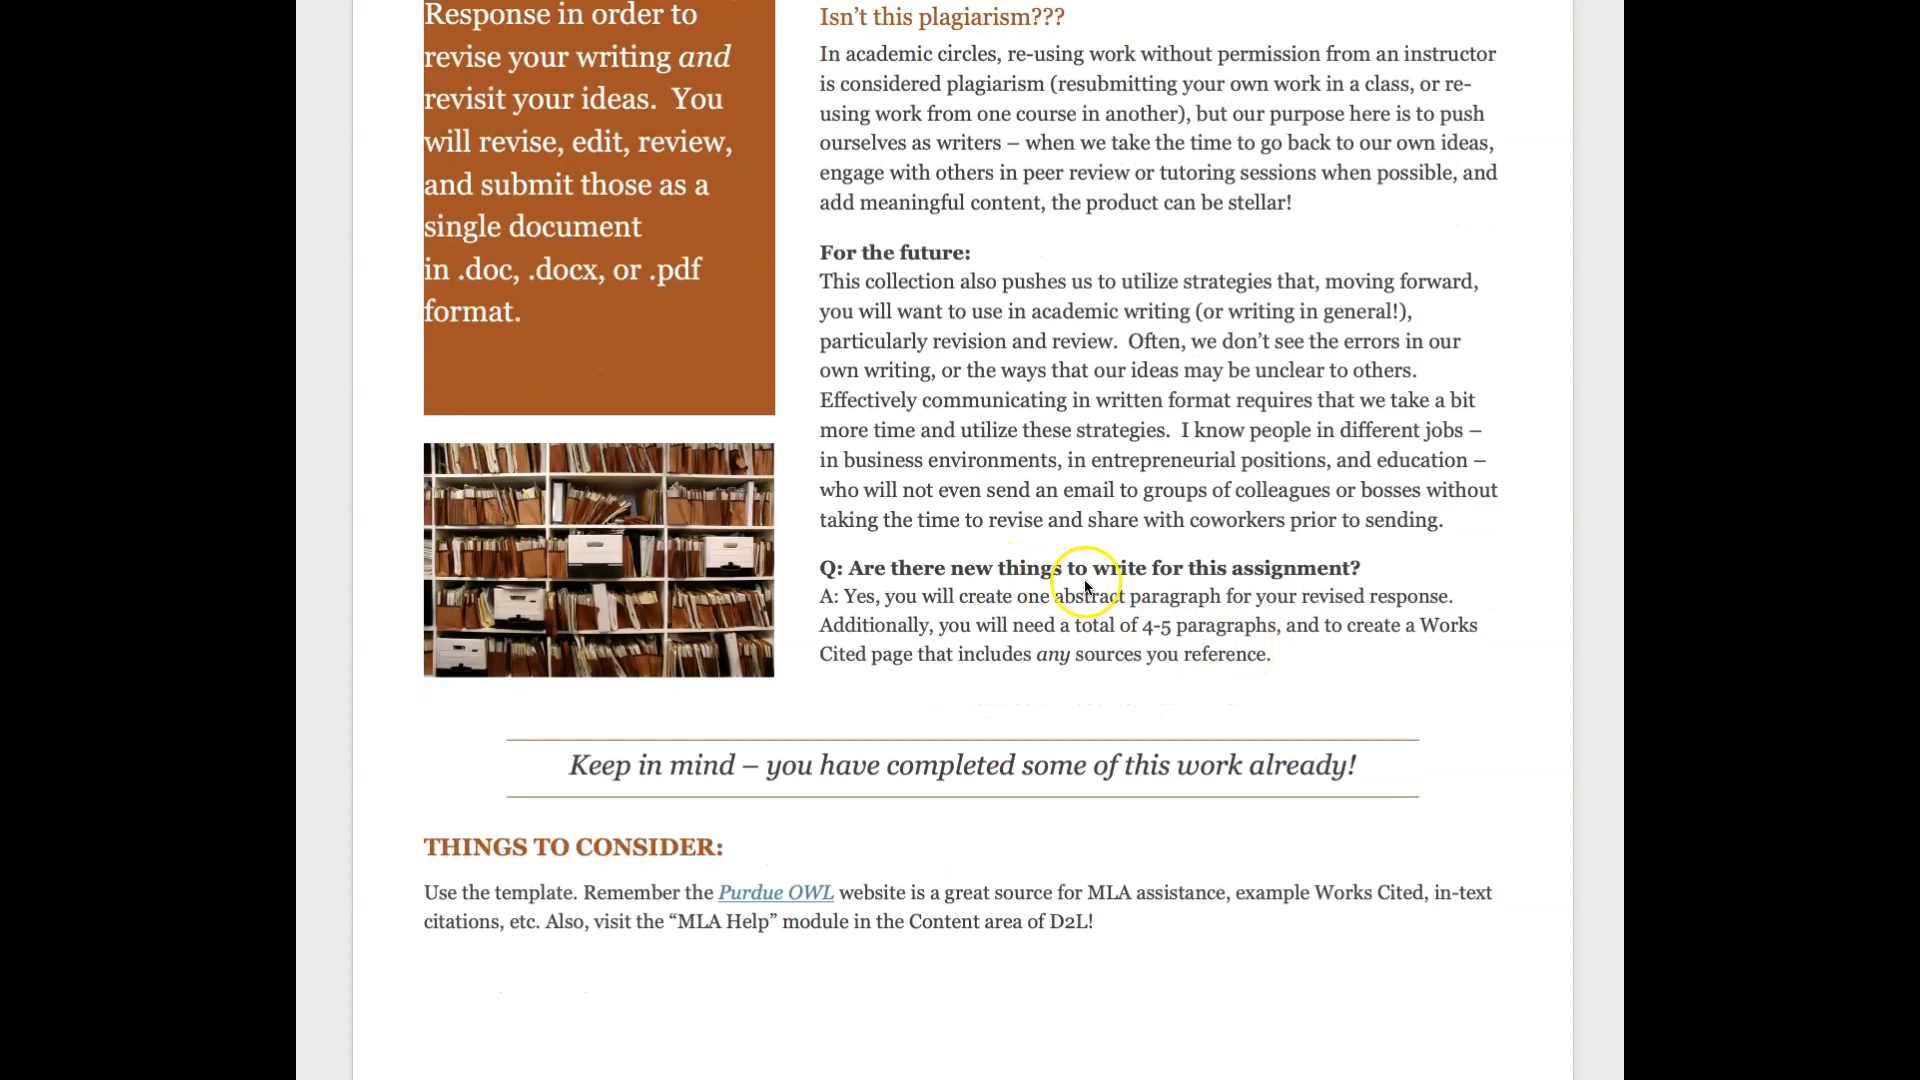 Response in order to
revise your writing and
revisit your ideas.  You
will revise, edit, review,
and submit those as a
single document
in .doc, .docx, or .pdf
format.
Isn’t this plagiarism???
In academic circles, re-using work without permission from an instructor
is considered plagiarism (resubmitting your own work in a class, or re-
using work from one course in another), but our purpose here is to push
ourselves as writers – when we take the time to go back to our own ideas,
engage with others in peer review or tutoring sessions when possible, and
add meaningful content, the product can be stellar!
For the future:
This collection also pushes us to utilize strategies that, moving forward,
you will want to use in academic writing (or writing in general!),
particularly revision and review.  Often, we don’t see the errors in our
own writing, or the ways that our ideas may be unclear to others.
Effectively communicating in written format requires that we take a bit
more time and utilize these strategies.  I know people in different jobs –
in business environments, in entrepreneurial positions, and education –
who will not even send an email to groups of colleagues or bosses without
taking the time to revise and share with coworkers prior to sending.
Q: Are there new things to write for this assignment?
A: Yes, you will create one abstract paragraph for your revised response.
Additionally, you will need a total of 4-5 paragraphs, and to create a Works
Cited page that includes any sources you reference.
Keep in mind – you have completed some of this work already!
THINGS TO CONSIDER:
Use the template. Remember the Purdue OWL website is a great source for MLA assistance, example Works Cited, in-text
citations, etc. Also, visit the “MLA Help” module in the Content area of D2L!